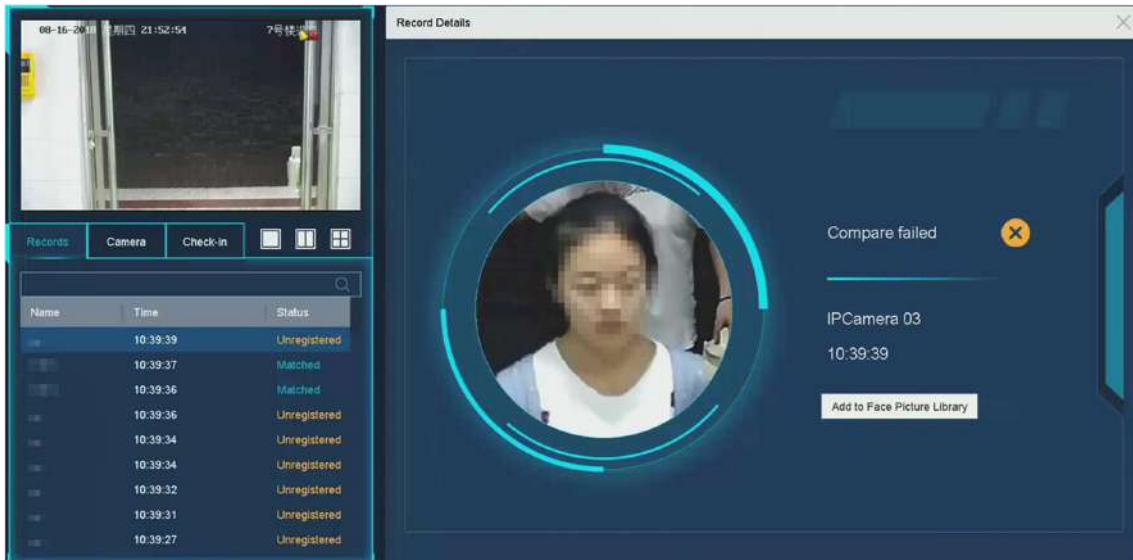 Record Details
08-16-2018 星期四 21:52:54
7号楼
Records
Camera
Check-in
Name Time Status
10:39:39 Unregistered
10:39:37 Matched
10:39:36 Matched
10:39:36 Unregistered
10:39:34 Unregistered
10:39:34 Unregistered
10:39:32 Unregistered
10:39:31 Unregistered
10:39:27 Unregistered
Compare failed
IPCamera 03
10:39:39
Add to Face Picture Library